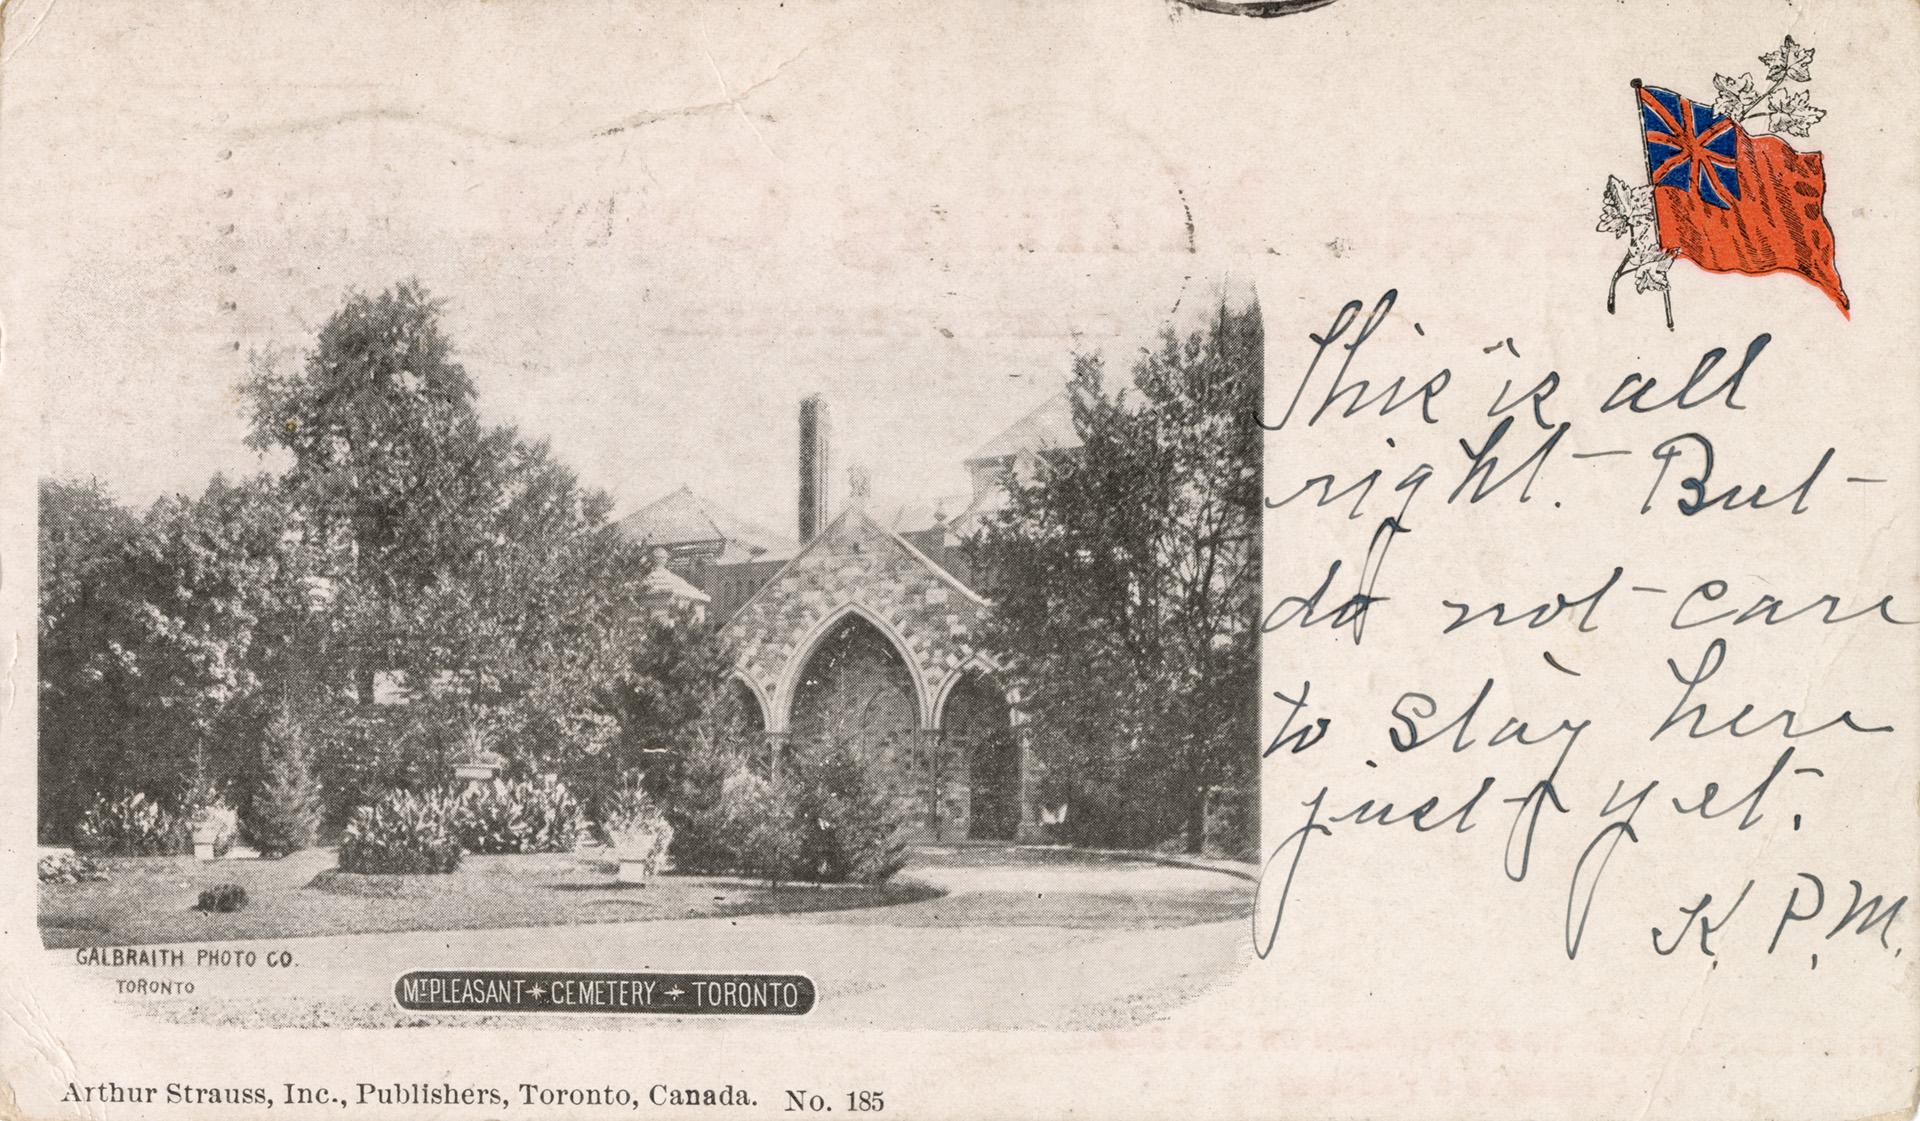 This is all
right. But
do not care
to stay here
just yet.
K. P. M.
GALBRAITH PHOTO CO.
TORONTO
MT PLEASANT CEMETERY TORONTO
Arthur Strauss, Inc., Publishers, Toronto, Canada. No. 185